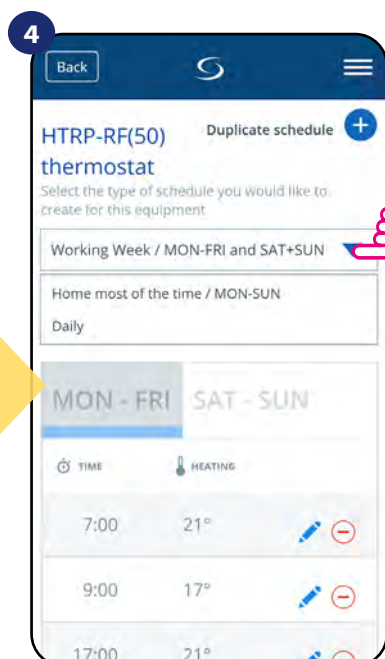 4
Back
HTRP-RF(50) Duplicate schedule
thermostat
Select the type of schedule you would like to
create for this equipment
Working Week / MON-FRI and SAT+SUN
Home most of the time / MON-SUN
Daily
MON - FRI SAT - SUN
TIME HEATING
7:00 21°
9:00 17°
17:00 21°